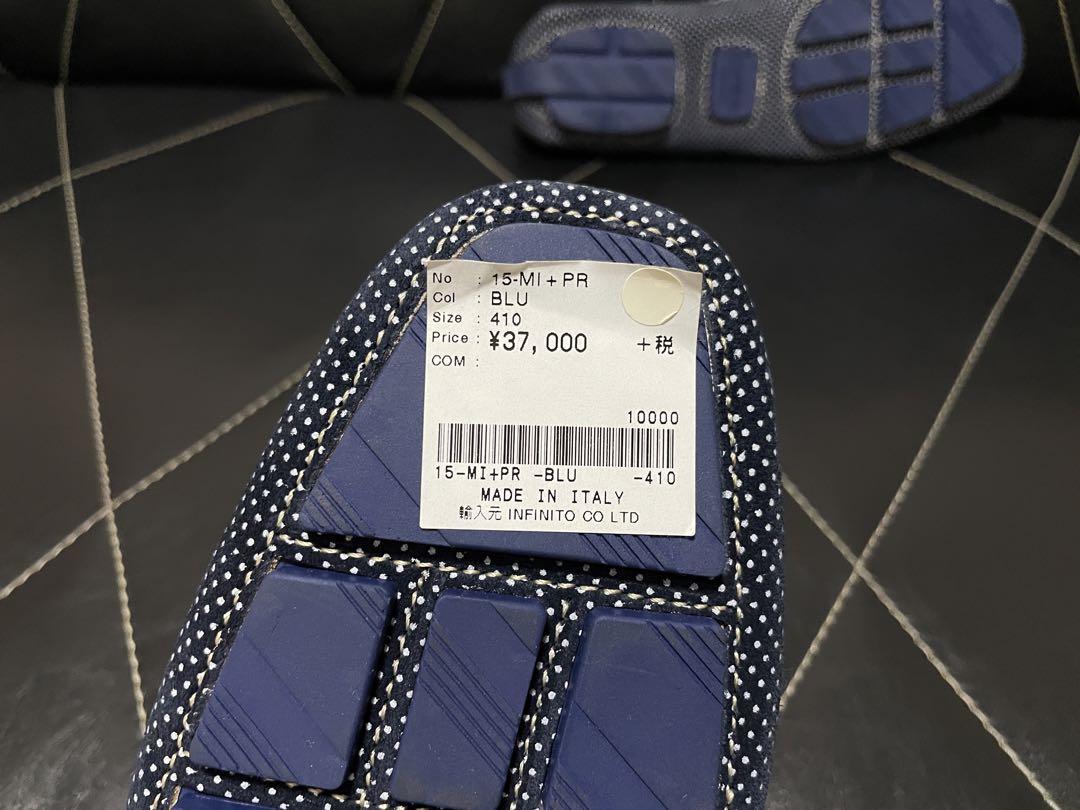 No : 15-MI+PR
Col : BLU
Size : 410
Price : ¥37,000 +税
COM :
10000
15-MI+PR -BLU -410
MADE IN ITALY
輸入元 INFINITO CO LTD